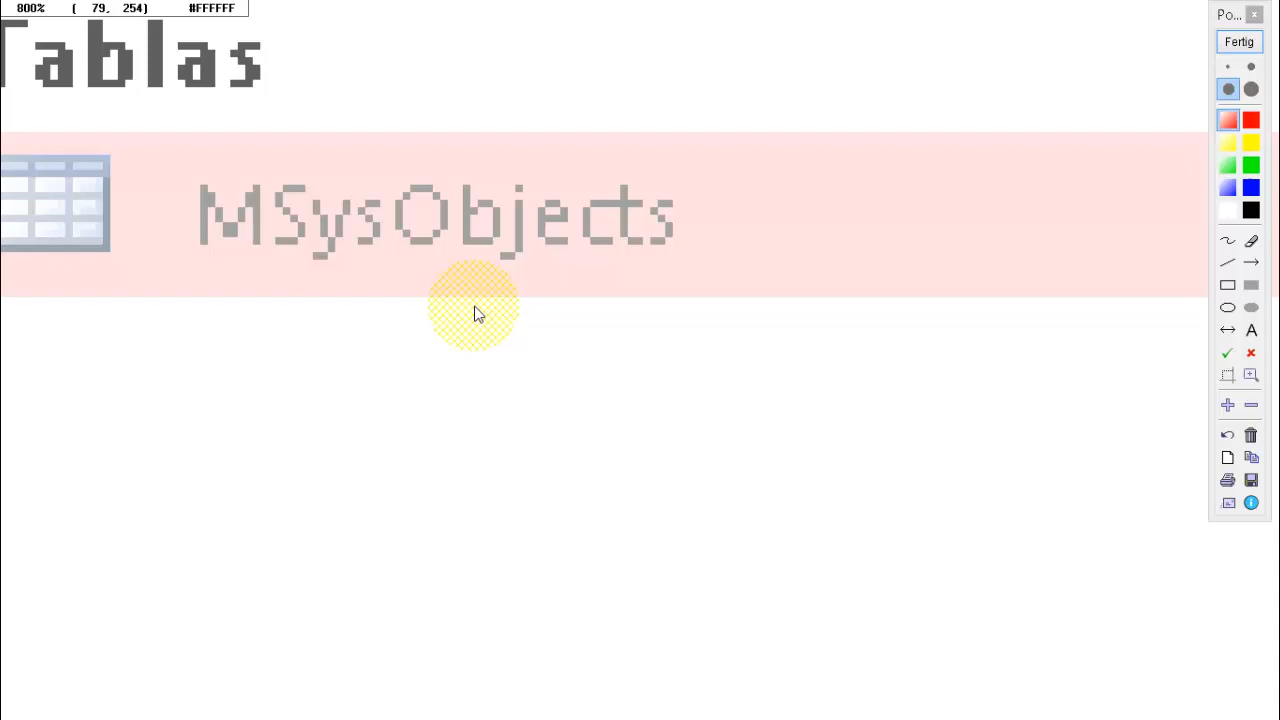 800% ( 79, 254) #FFFFFF
Tablas
MSysObjects
Po...
Fertig
A